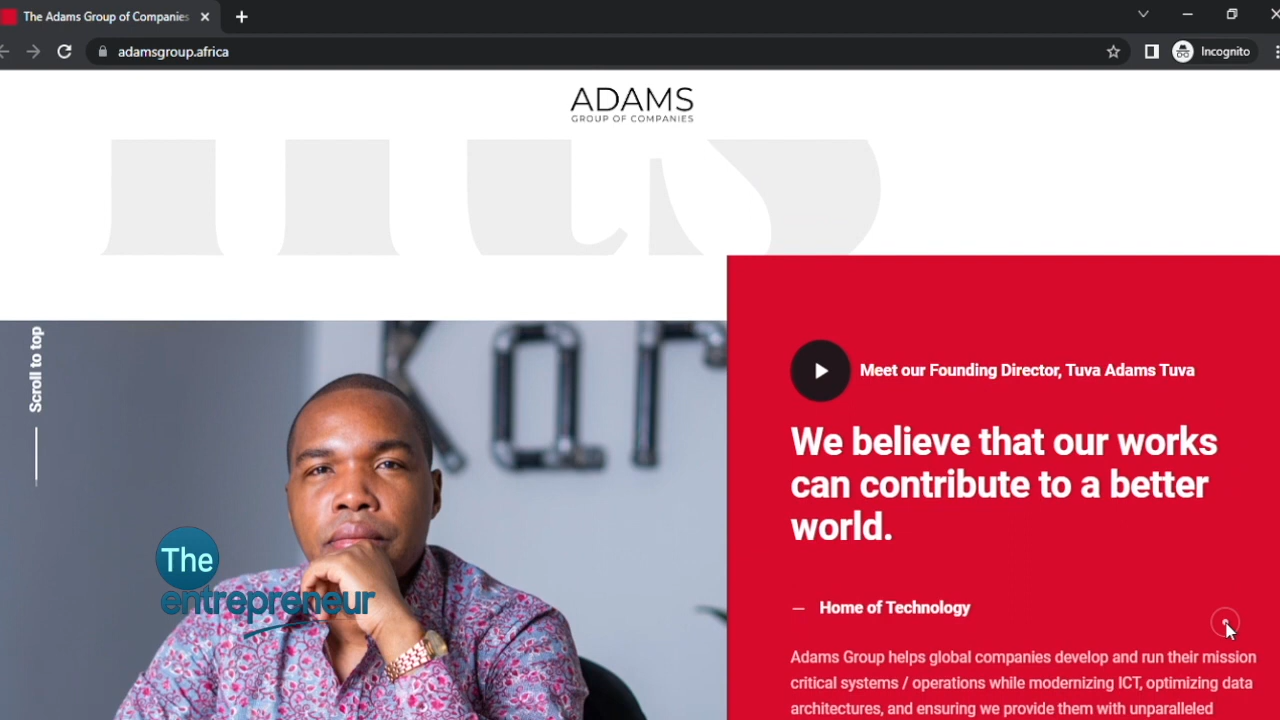 The Adams Group of Companies
adamsgroup.africa
Incognito
ADAMS
GROUP OF COMPANIES
Scroll to top
Meet our Founding Director, Tuva Adams Tuva
We believe that our works
can contribute to a better
world.
The
entrepreneur
Home of Technology
Adams Group helps global companies develop and run their mission
critical systems / operations while modernizing ICT, optimizing data
architectures, and ensuring we provide them with unparalleled